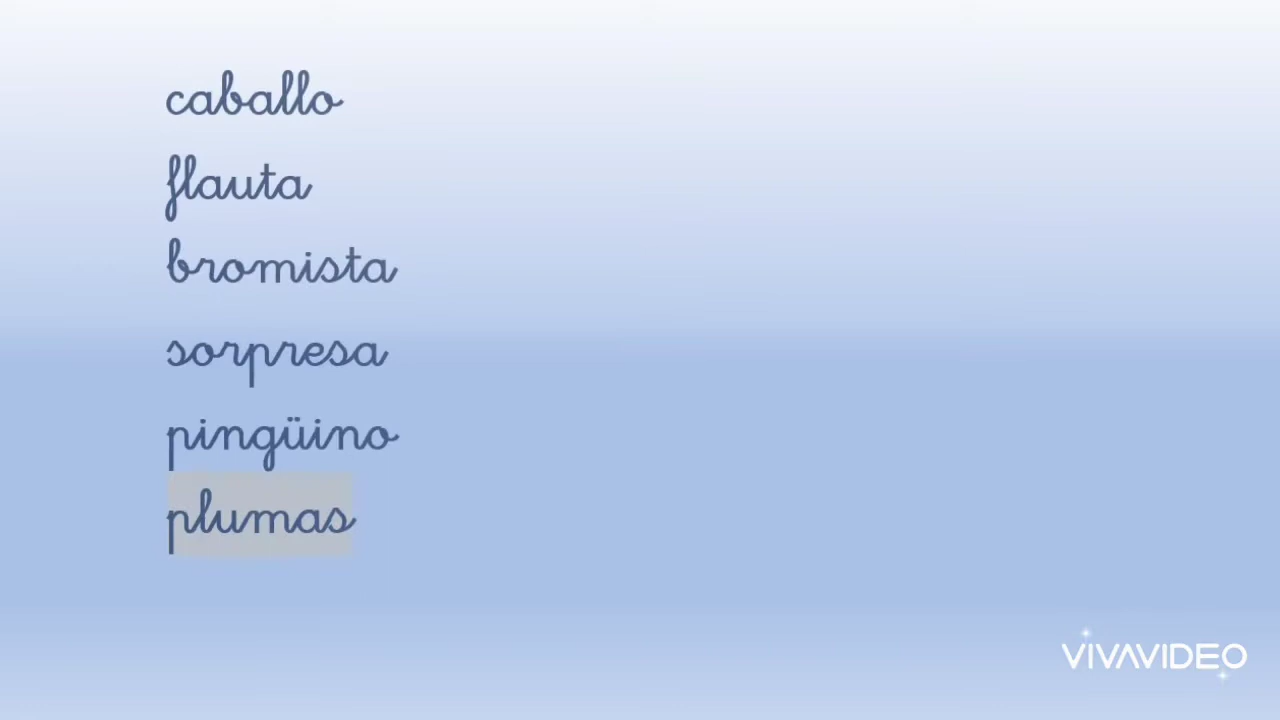 caballo
flauta
bromista
sorpresa
pingüino
plumas
VIVAVIDEO